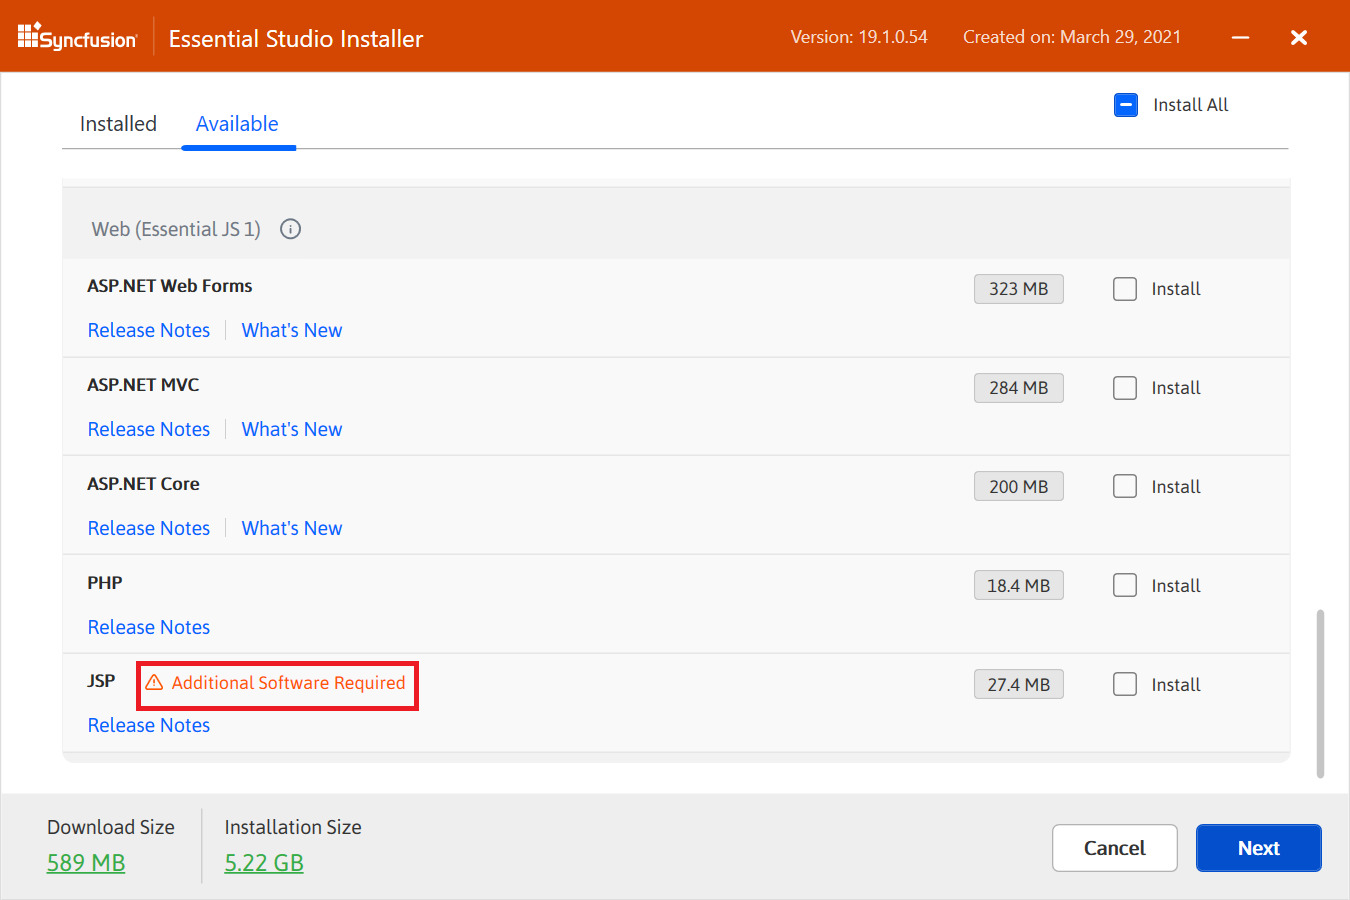 Syncfusion
Essential Studio Installer
Version: 19.1.0.54
Created on: March 29, 2021
Installed
Available
Install All
Web (Essential JS 1)
ASP.NET Web Forms
323 MB
Install
Release Notes
What's New
ASP.NET MVC
284 MB
Install
Release Notes
What's New
ASP.NET Core
200 MB
Install
Release Notes
What's New
PHP
18.4 MB
Install
Release Notes
JSP
Additional Software Required
27.4 MB
Install
Release Notes
Download Size
589 MB
Installation Size
5.22 GB
Cancel
Next